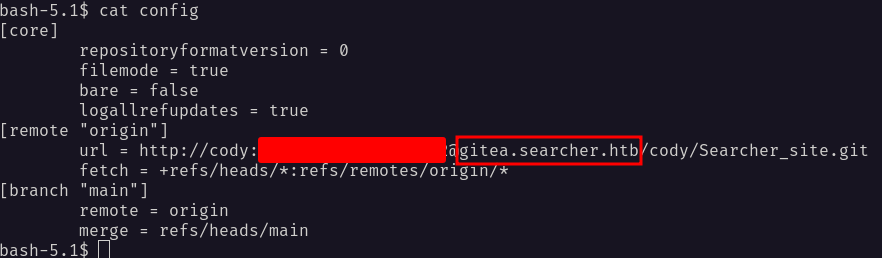 bash-5.1$ cat config
[core]
        repositoryformatversion = 0
        filemode = true
        bare = false
        logallrefupdates = true
[remote "origin"]
        url = http://cody:@gitea.searcher.htb/cody/Searcher_site.git
        fetch = +refs/heads/*:refs/remotes/origin/*
[branch "main"]
        remote = origin
        merge = refs/heads/main
bash-5.1$